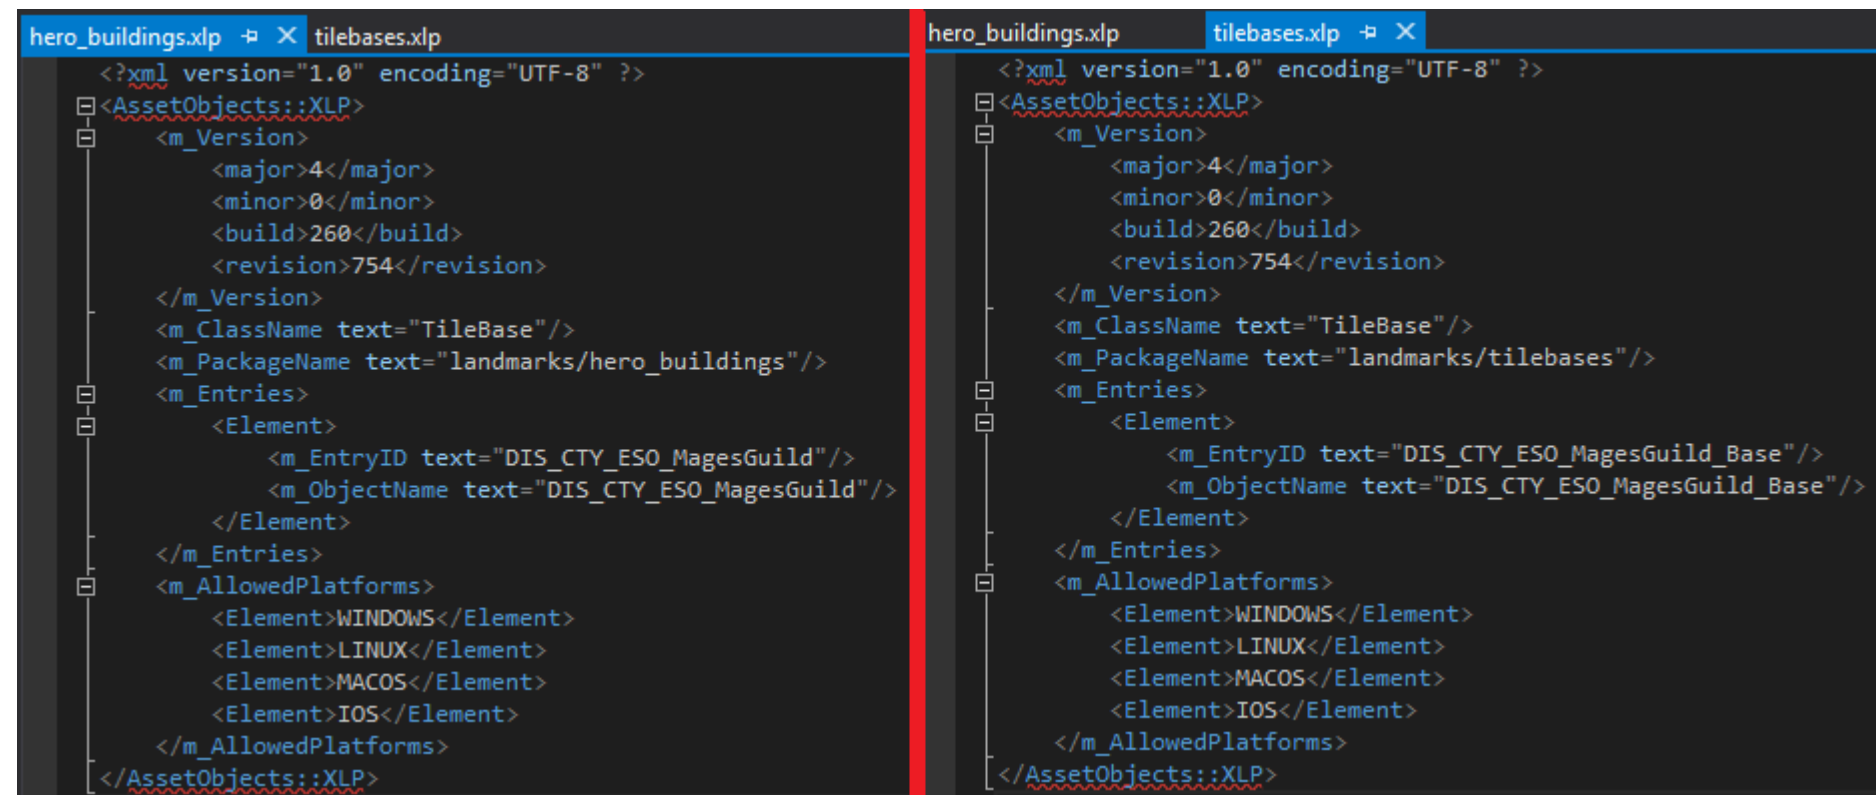 hero_buildings.xlp tilebases.xlp
<?xml version="1.0" encoding="UTF-8" ?>
<AssetObjects::XLP>
<m_Version>
<major>4</major>
<minor>0</minor>
<build>260</build>
<revision>754</revision>
</m_Version>
<m_ClassName text="TileBase"/>
<m_PackageName text="landmarks/hero_buildings"/>
<m_Entries>
<Element>
<m_EntryID text="DIS_CTY_ESO_MagesGuild"/>
<m_ObjectName text="DIS_CTY_ESO_MagesGuild"/>
</Element>
</m_Entries>
<m_AllowedPlatforms>
<Element>WINDOWS</Element>
<Element>LINUX</Element>
<Element>MACOS</Element>
<Element>IOS</Element>
</m_AllowedPlatforms>
</AssetObjects::XLP>
hero_buildings.xlp tilebases.xlp
<?xml version="1.0" encoding="UTF-8" ?>
<AssetObjects::XLP>
<m_Version>
<major>4</major>
<minor>0</minor>
<build>260</build>
<revision>754</revision>
</m_Version>
<m_ClassName text="TileBase"/>
<m_PackageName text="landmarks/tilebases"/>
<m_Entries>
<Element>
<m_EntryID text="DIS_CTY_ESO_MagesGuild_Base"/>
<m_ObjectName text="DIS_CTY_ESO_MagesGuild_Base"/>
</Element>
</m_Entries>
<m_AllowedPlatforms>
<Element>WINDOWS</Element>
<Element>LINUX</Element>
<Element>MACOS</Element>
<Element>IOS</Element>
</m_AllowedPlatforms>
</AssetObjects::XLP>